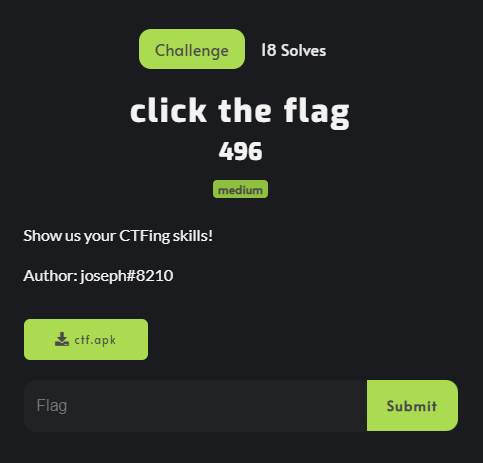 Challenge 18 Solves
click the flag
496
medium
Show us your CTFing skills!
Author: joseph#8210
ctf.apk
Flag Submit